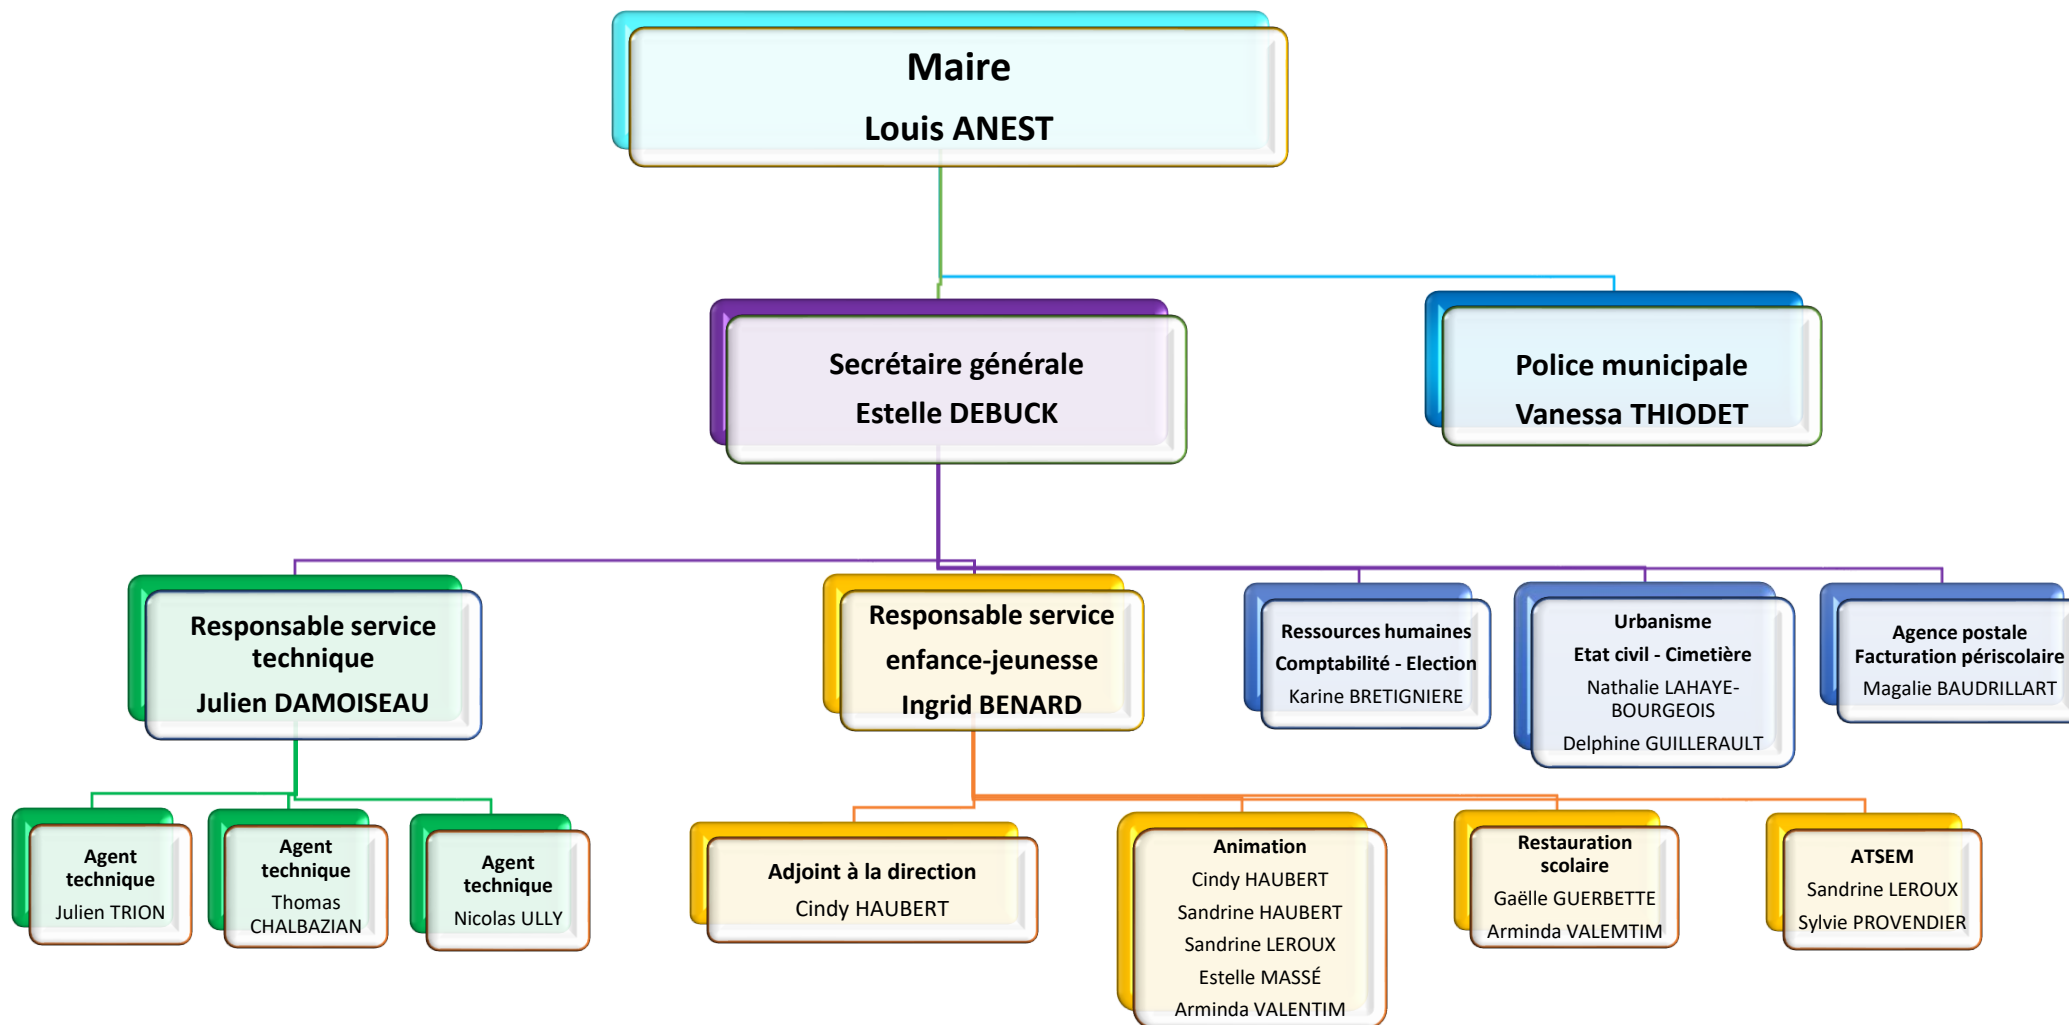 Maire
Louis ANEST
Secrétaire générale
Estelle DEBUCK
Police municipale
Vanessa THIODET
Responsable service
technique
Julien DAMOISEAU
Responsable service
enfance-jeunesse
Ingrid BENARD
Ressources humaines
Comptabilité - Election
Karine BRETIGNIERE
Urbanisme
Etat civil - Cimetière
Nathalie LAHAYE-
BOURGEOIS
Delphine GUILLERAULT
Agence postale
Facturation périscolaire
Magalie BAUDRILLART
Agent
technique
Julien TRION
Agent
technique
Thomas
CHALBAZIAN
Agent
technique
Nicolas ULLY
Adjoint à la direction
Cindy HAUBERT
Animation
Cindy HAUBERT
Sandrine HAUBERT
Sandrine LEROUX
Estelle MASSÉ
Arminda VALENTIM
Restauration
scolaire
Gaëlle GUERBETTE
Arminda VALEMTIM
ATSEM
Sandrine LEROUX
Sylvie PROVENDIER